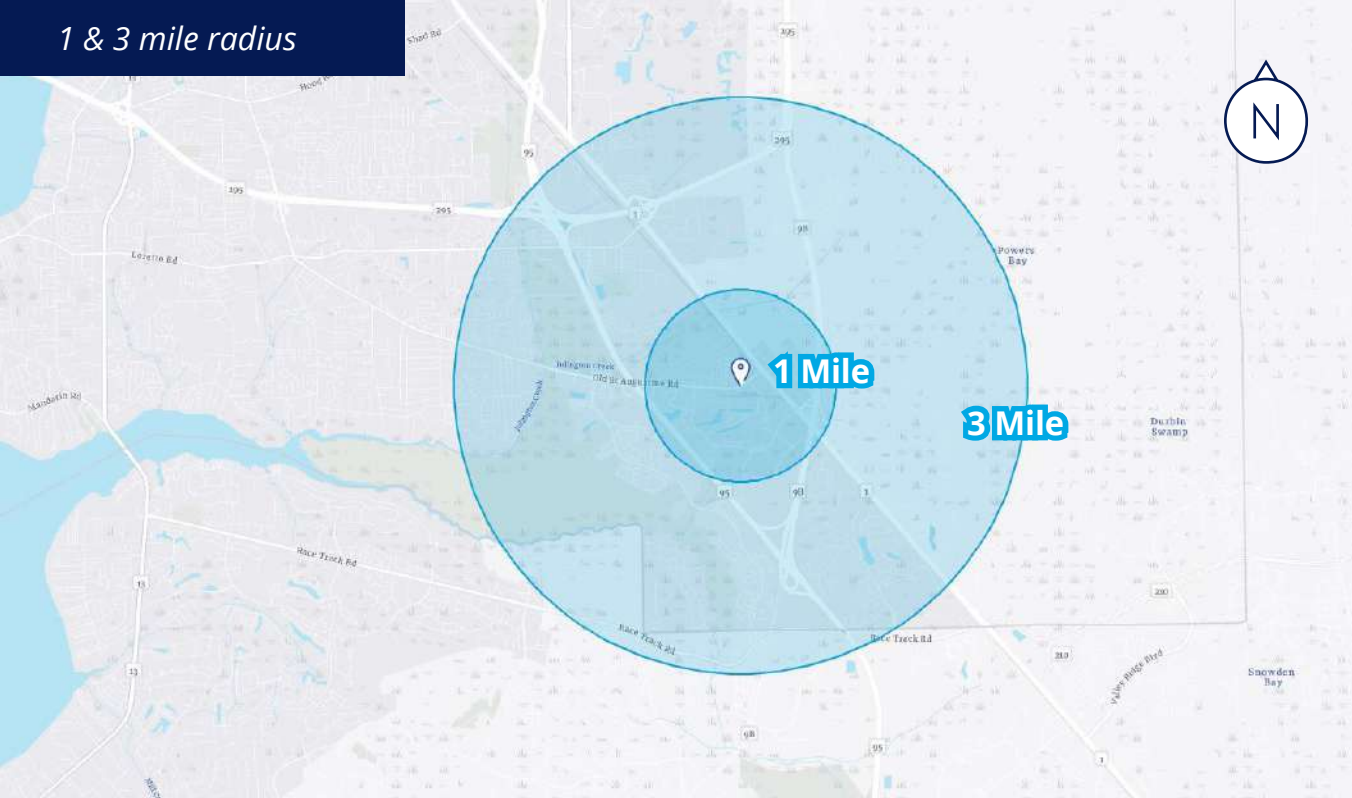 1 & 3 mile radius
Shad Rd
295
N
95
295
295
295
1
9B
Loretto Rd
Powers
Bay
Julington Creek
1 Mile
Old St Augustine Rd
Mandarin Rd
Julington Creek
3 Mile
Durbin
Swamp
95
9B
1
Race Track Rd
13
210
Race Track Rd
Race Track Rd
210
13
Valley Ridge Blvd
Snowden
Bay
9B
95
1